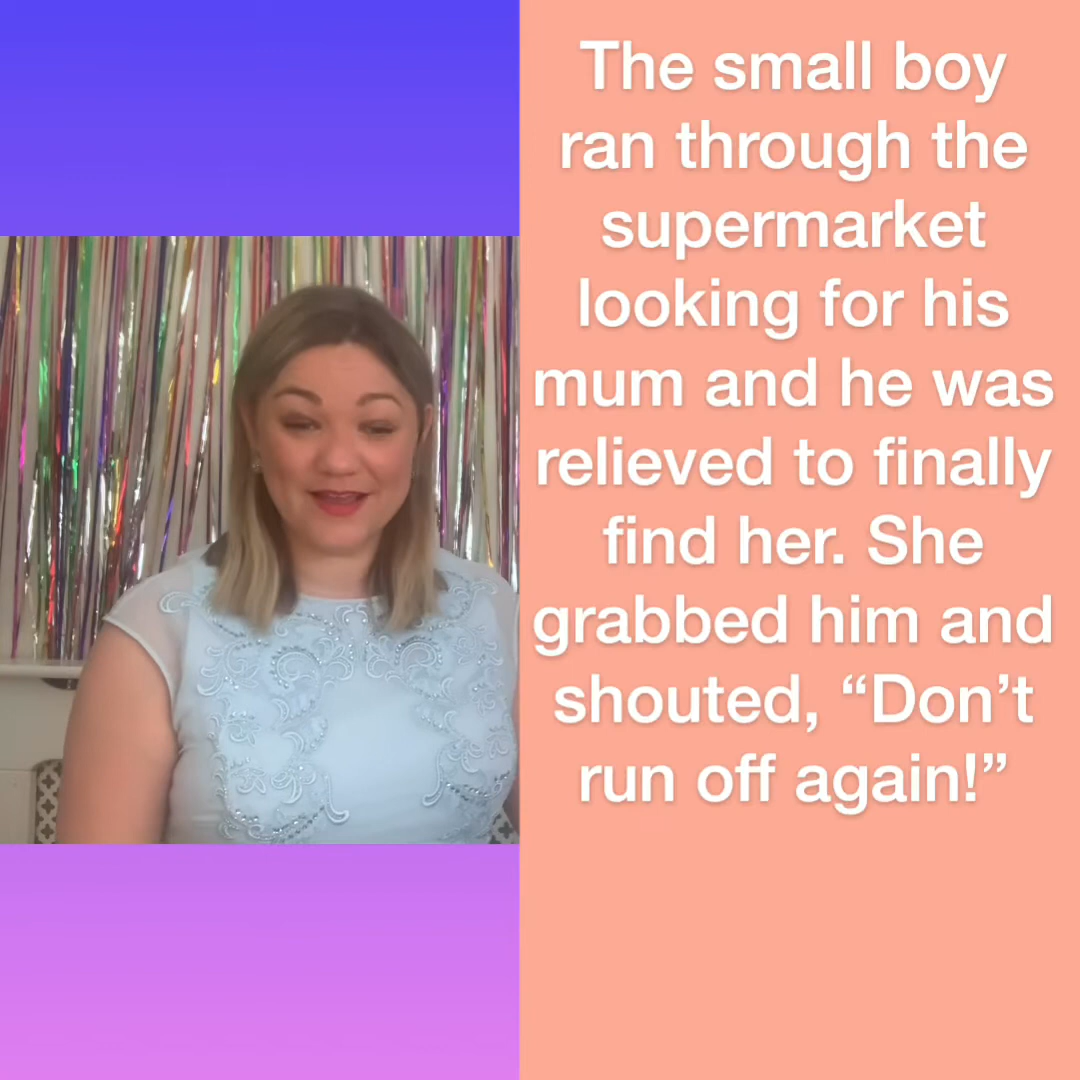 The small boy
ran through the
supermarket
looking for his
mum and he was
relieved to finally
find her. She
grabbed him and
shouted, “Don’t
run off again!”